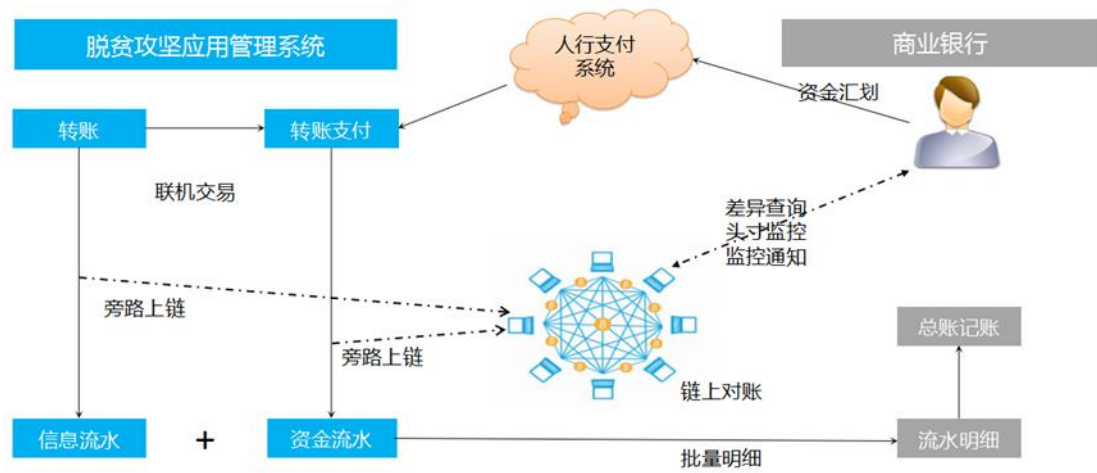 脱贫攻坚应用管理系统
人行支付
系统
商业银行
资金汇划
转账
转账支付
联机交易
差异查询
头寸监控
监控通知
旁路上链
旁路上链
总账记账
链上对账
信息流水
+
资金流水
流水明细
批量明细